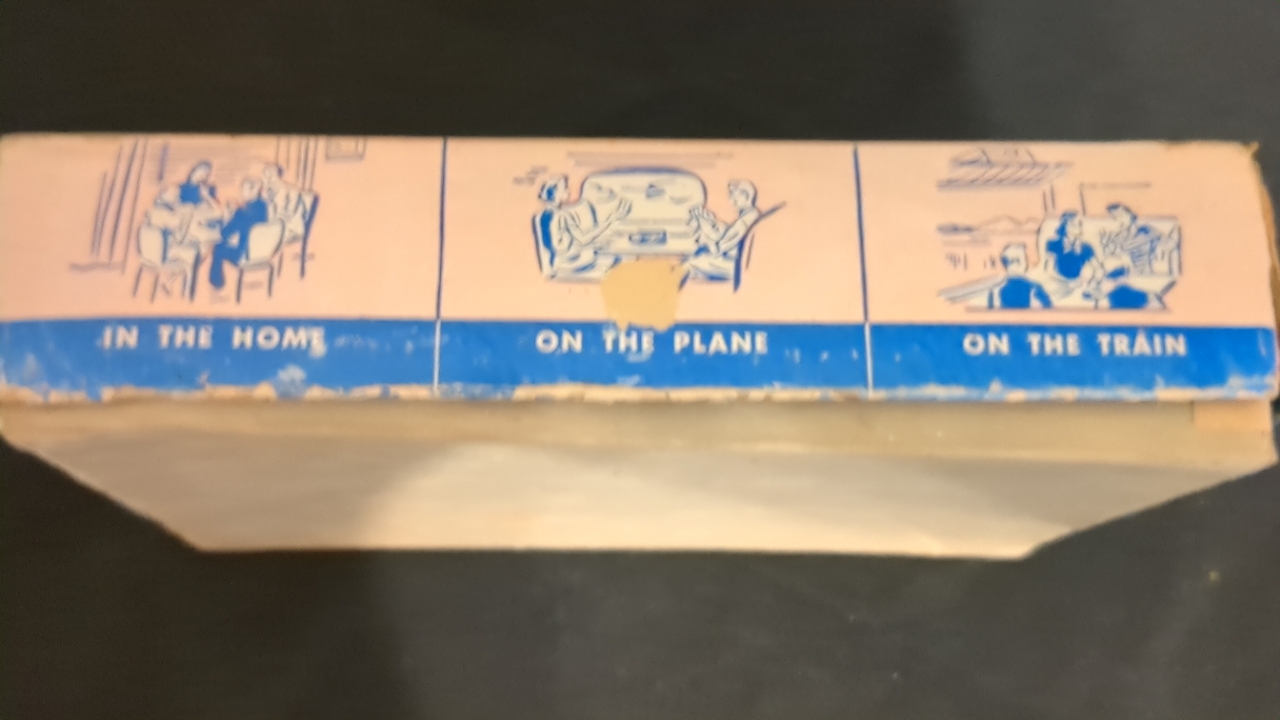 IN THE HOME
ON THE PLANE
ON THE TRAIN